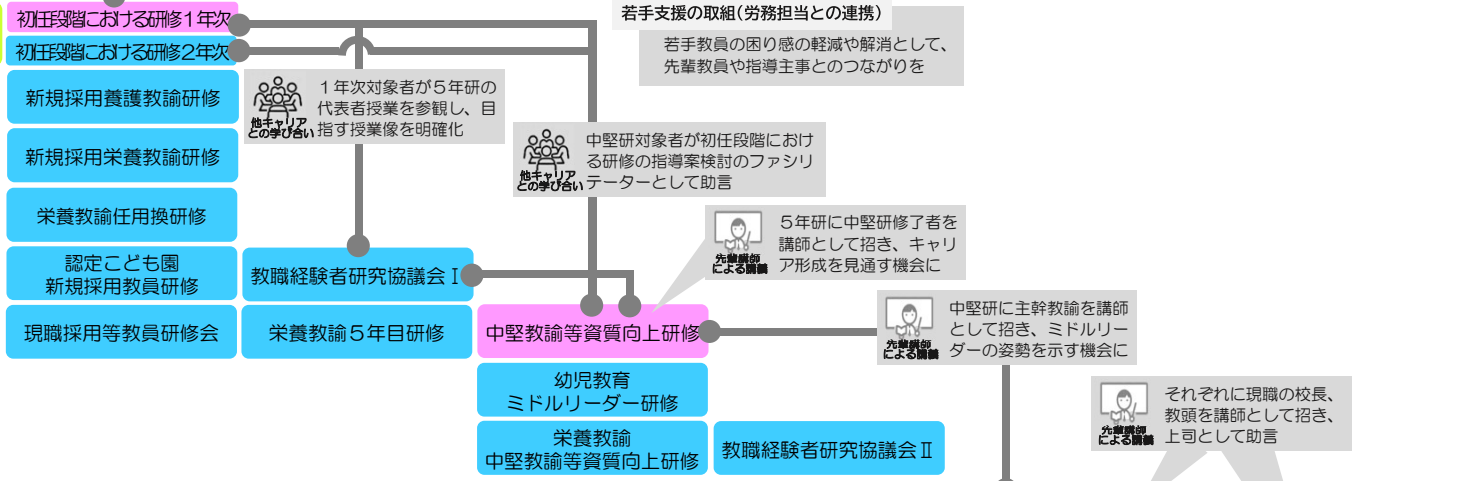 初任段階における研修1年次
初任段階における研修2年次
新規採用養護教諭研修
新規採用栄養教諭研修
栄養教諭任用換研修
認定こども園
新規採用教員研修
現職採用等教員研修会
他キャリア
との学び合い
１年次対象者が５年研の
代表者授業を参観し、目
指す授業像を明確化
教職経験者研究協議会Ⅰ
栄養教諭５年目研修
若手支援の取組(労務担当との連携)
若手教員の困り感の軽減や解消として、
先輩教員や指導主事とのつながりを
他キャリア
との学び合い
中堅研対象者が初任段階におけ
る研修の指導案検討のファシリ
テーターとして助言
先輩講師
による講義
５年研に中堅研修了者を
講師として招き、キャリ
ア形成を見通す機会に
中堅教諭等資質向上研修
先輩講師
による講義
中堅研に主幹教諭を講師
として招き、ミドルリー
ダーの姿勢を示す機会に
幼児教育
ミドルリーダー研修
栄養教諭
中堅教諭等資質向上研修
教職経験者研究協議会Ⅱ
先輩講師
による講義
それぞれに現職の校長、
教頭を講師として招き、
上司として助言